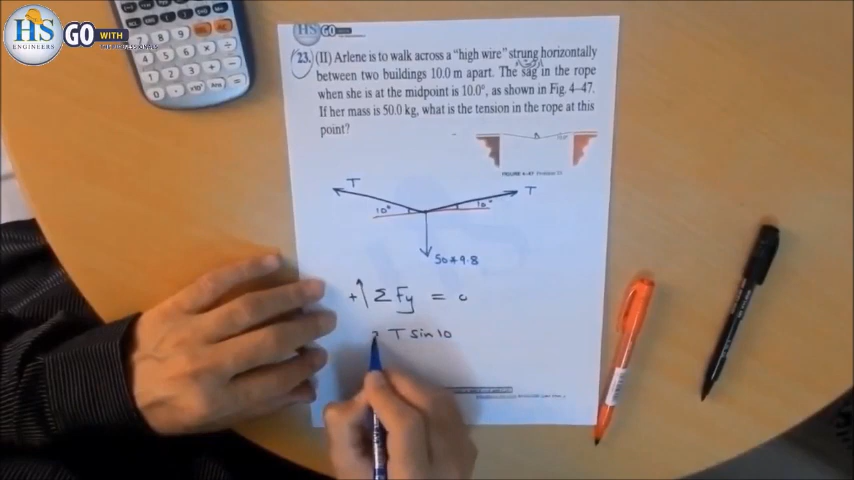 HS
ENGINEERS
GO WITH
HS GO WITH
23. (II) Arlene is to walk across a “high wire” strung horizontally
between two buildings 10.0 m apart. The sag in the rope
when she is at the midpoint is 10.0°, as shown in Fig. 4–47.
If her mass is 50.0 kg, what is the tension in the rope at this
point?
T
T
10°
10°
50*9.8
+ ΣFy = 0
T sin 10